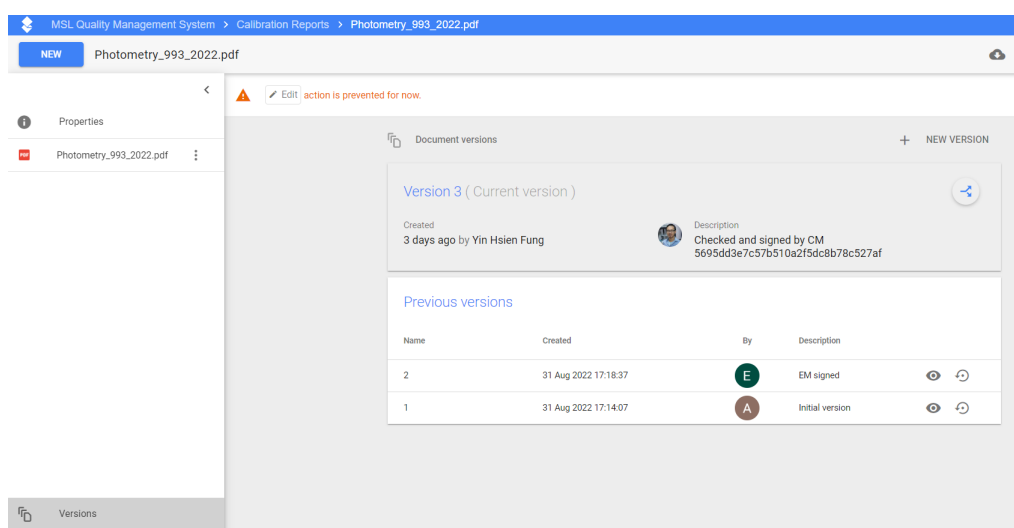 MSL Quality Management System > Calibration Reports > Photometry_993_2022.pdf
NEW Photometry_993_2022.pdf
Edit action is prevented for now.
Properties
PDF Photometry_993_2022.pdf
Document versions
+ NEW VERSION
Version 3 ( Current version )
Created
3 days ago by Yin Hsien Fung
Description
Checked and signed by CM
5695dd3e7c57b510a2f5dc8b78c527af
Previous versions
Name Created By Description
2 31 Aug 2022 17:18:37 E EM signed
1 31 Aug 2022 17:14:07 A Initial version
Versions